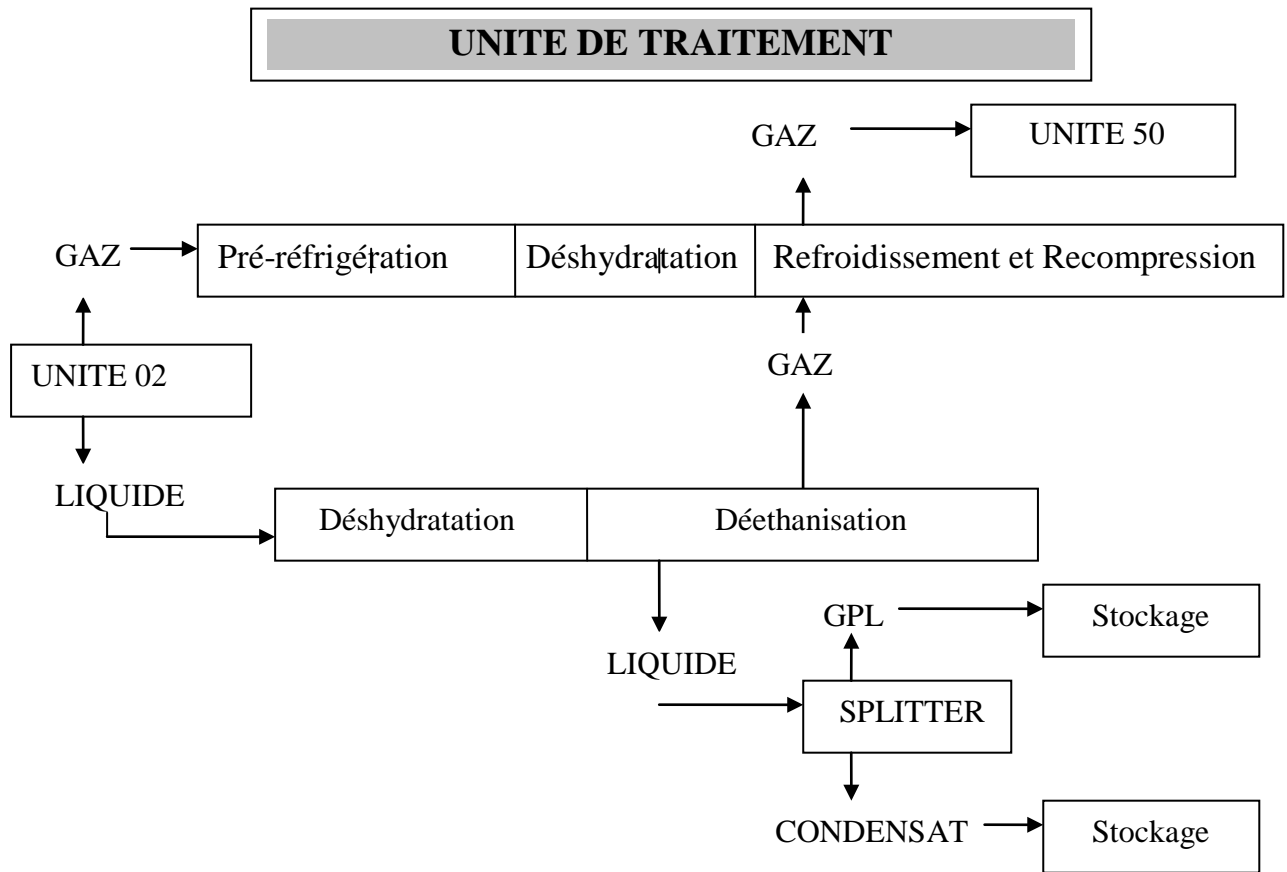 UNITE DE TRAITEMENT
GAZ
UNITE 50
GAZ
Pré-réfrigération
Déshydratation
Refroidissement et Recompression
UNITE 02
GAZ
LIQUIDE
Déshydratation
Déethanisation
GPL
Stockage
LIQUIDE
SPLITTER
CONDENSAT
Stockage